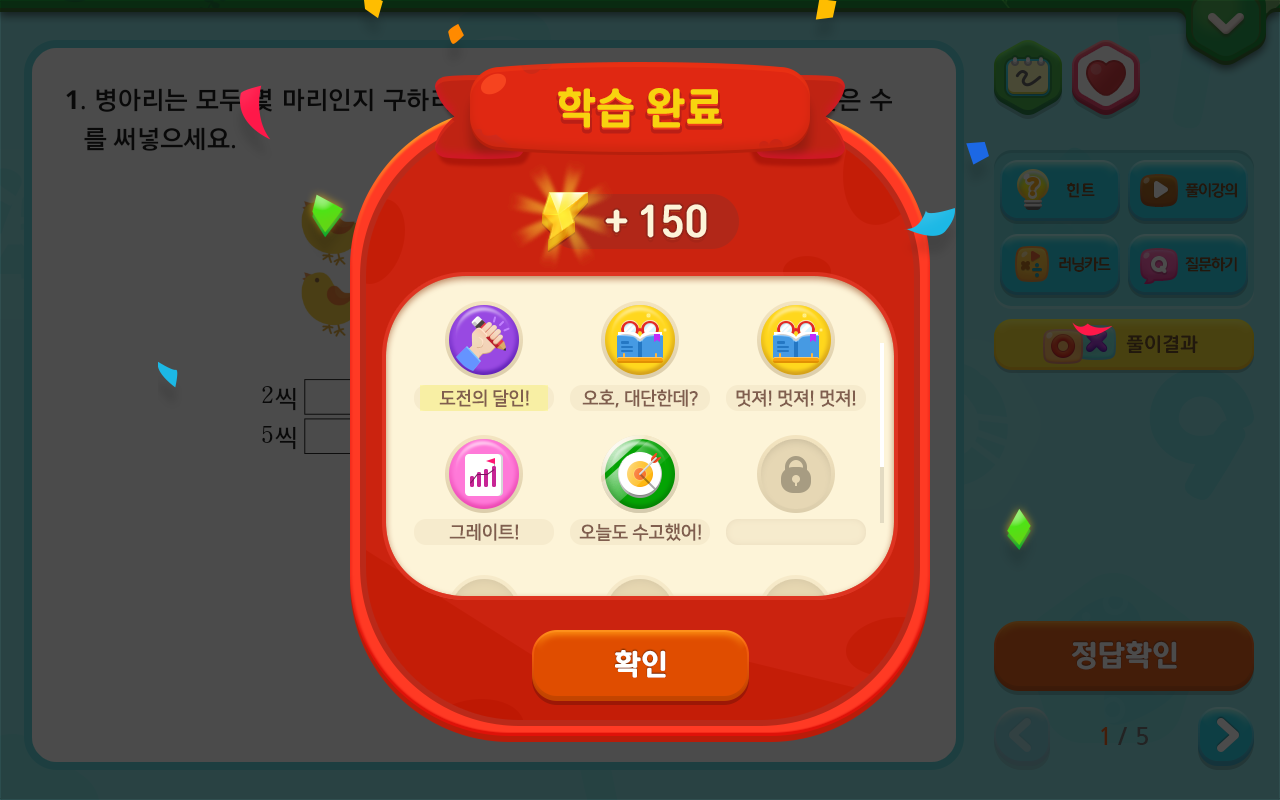 학습 완료
+ 150
도전의 달인!
오호, 대단한데?
멋져! 멋져! 멋져!
그레이트!
오늘도 수고했어!
확인
1. 병아리는 모두 몇 마리인지 구하려 은 수
를 써넣으세요.
2씩
5씩
힌트
풀이강의
러닝카드
Q
질문하기
풀이결과
정답확인
1 / 5